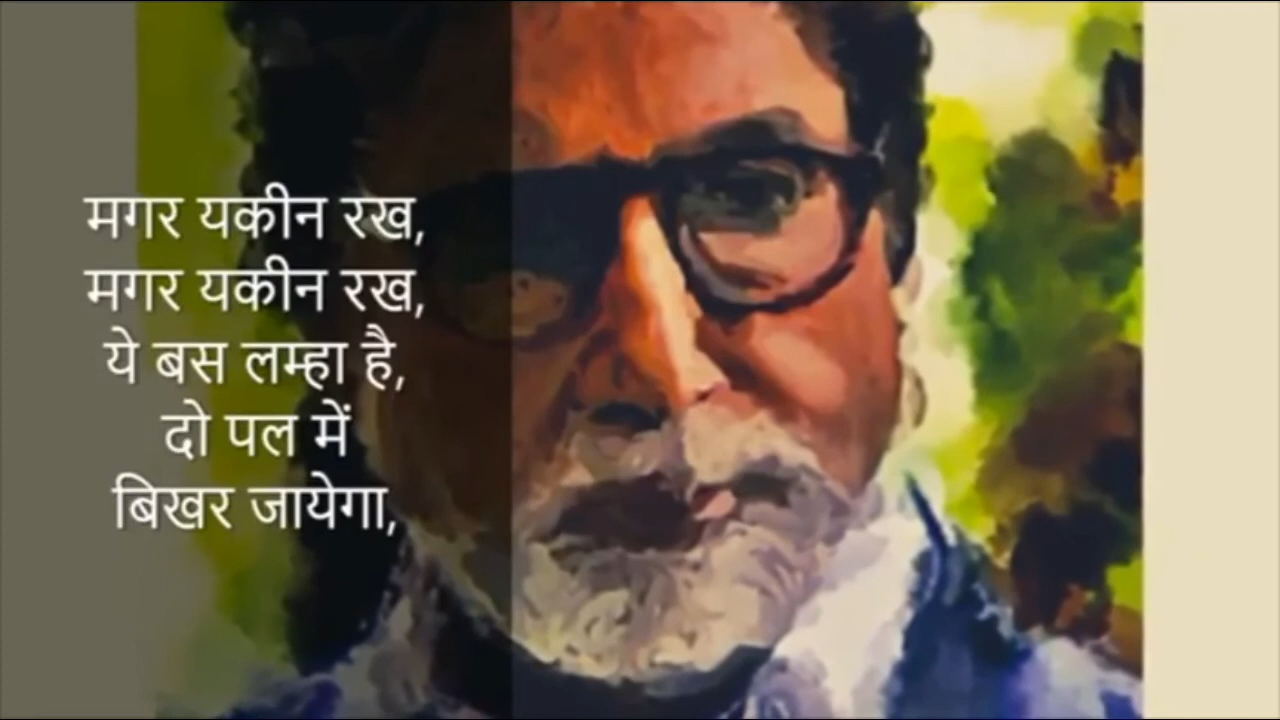 मगर यकीन रख,
मगर यकीन रख,
ये बस लम्हा है,
दो पल में
बिखर जायेगा,